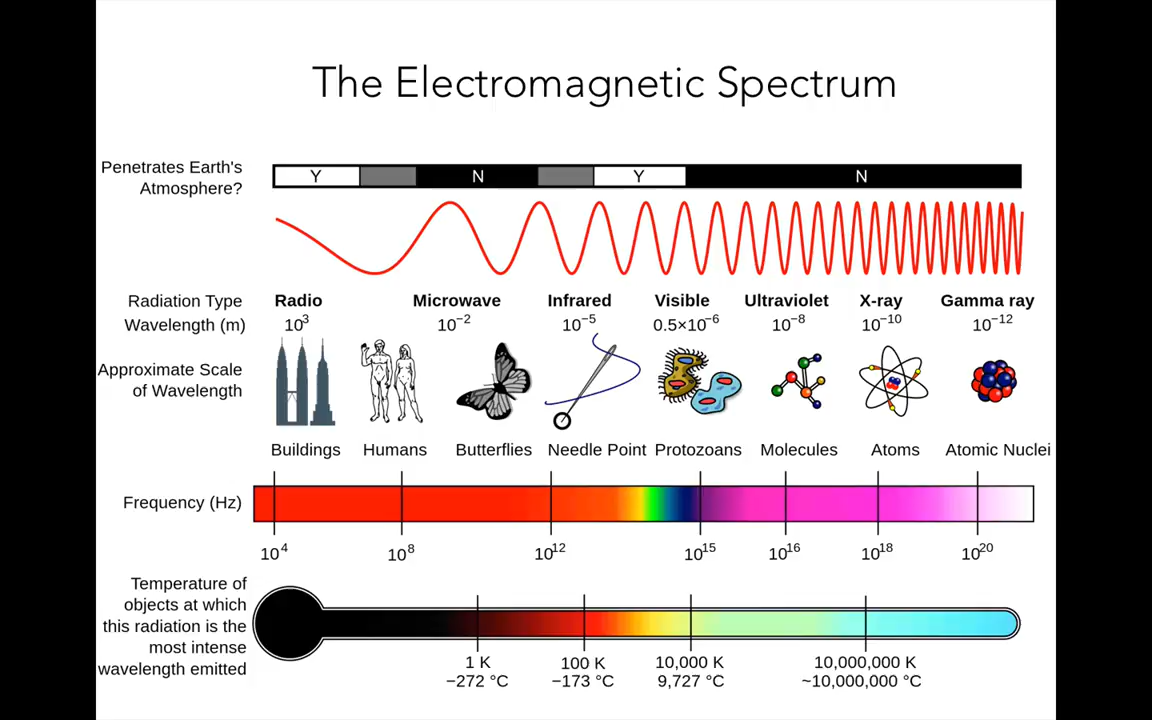 The Electromagnetic Spectrum
Penetrates Earth's
Atmosphere?
Y N Y N
Radiation Type Radio Microwave Infrared Visible Ultraviolet X-ray Gamma ray
Wavelength (m) 10³ 10⁻² 10⁻⁵ 0.5×10⁻⁶ 10⁻⁸ 10⁻¹⁰ 10⁻¹²
Approximate Scale
of Wavelength
Buildings Humans Butterflies Needle Point Protozoans Molecules Atoms Atomic Nuclei
Frequency (Hz)
10⁴ 10⁸ 10¹² 10¹⁵ 10¹⁶ 10¹⁸ 10²⁰
Temperature of
objects at which
this radiation is the
most intense
wavelength emitted
1 K 100 K 10,000 K 10,000,000 K
−272 °C −173 °C 9,727 °C ~10,000,000 °C